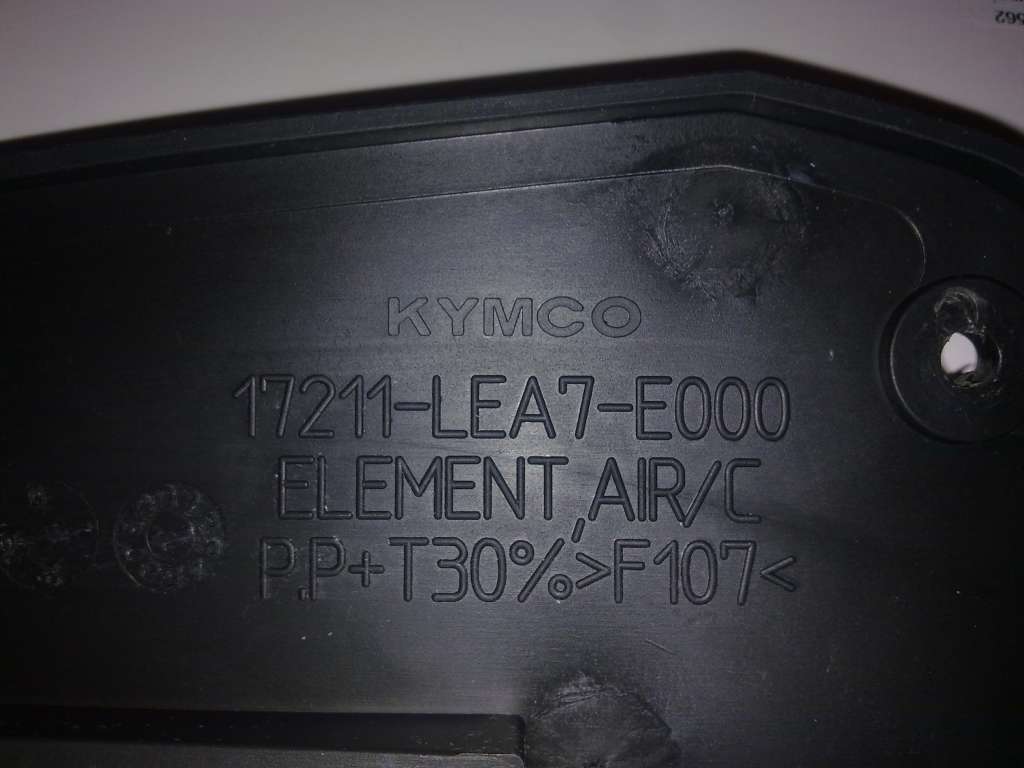 KYMCO
17211-LEA7-E000
ELEMENT,AIR/C
P.P+T30%>F107<